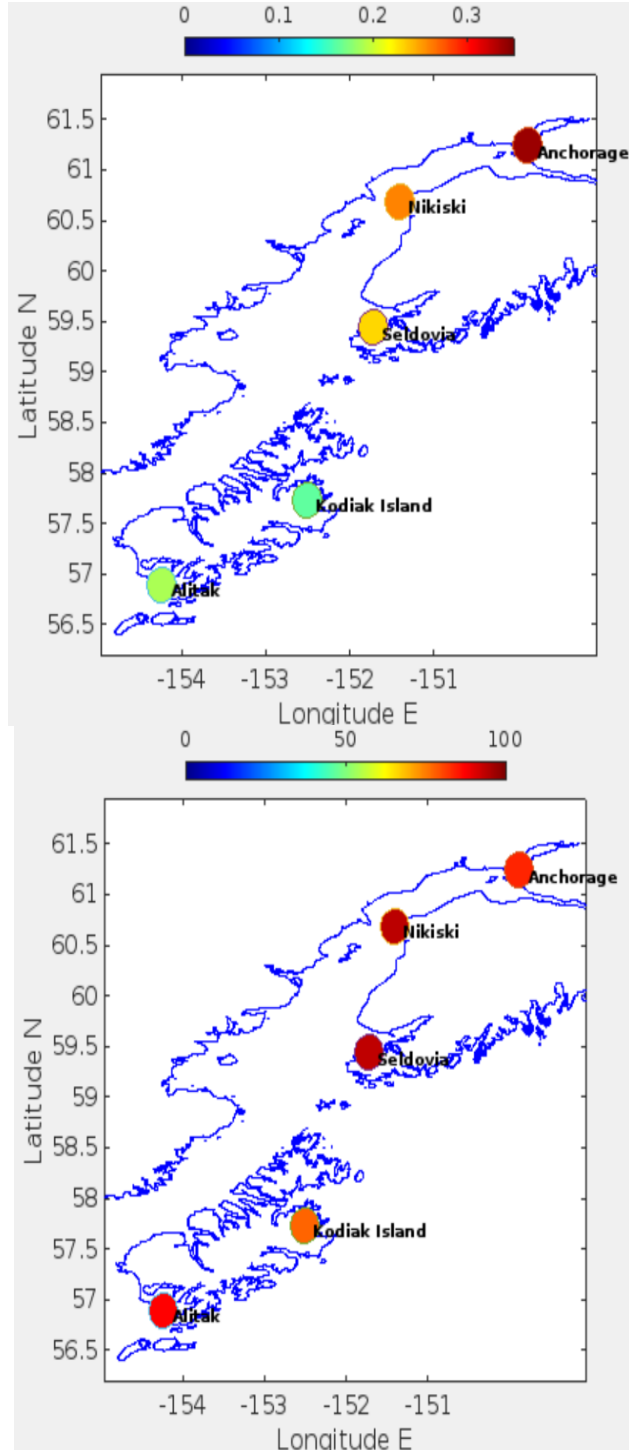 0 0.1 0.2 0.3
61.5
Anchorage
61
Nikiski
60.5
60
59.5
Seldovia
59
58.5
58
Kodiak Island
57.5
57
Alitak
56.5
-154 -153 -152 -151
Latitude N
Longitude E
0 50 100
61.5
Anchorage
61
Nikiski
60.5
60
59.5
Seldovia
59
58.5
58
Kodiak Island
57.5
57
Alitak
56.5
-154 -153 -152 -151
Latitude N
Longitude E